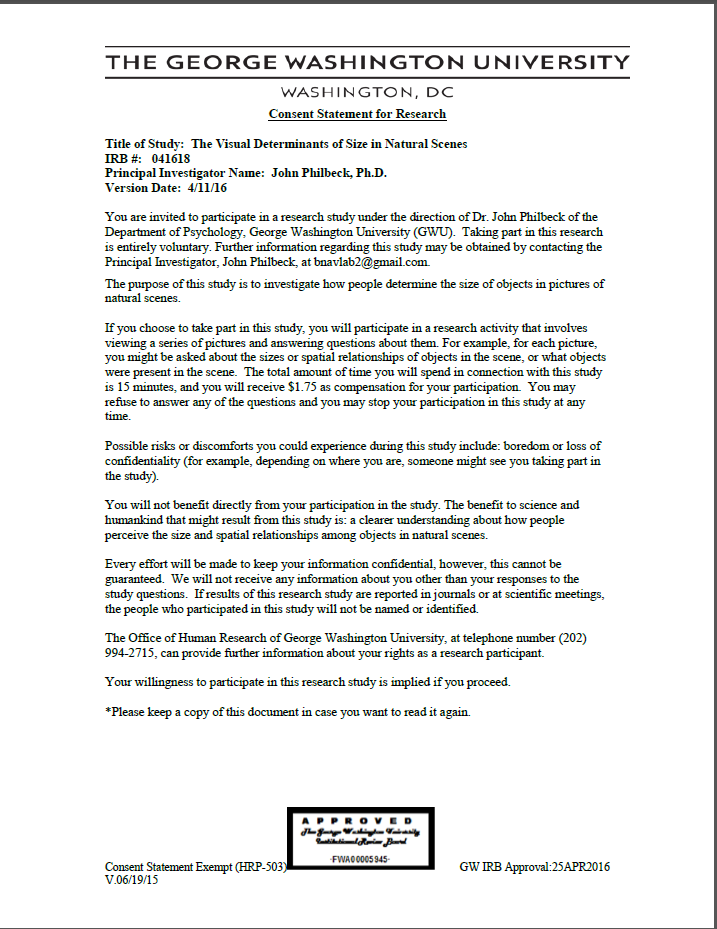 THE GEORGE WASHINGTON UNIVERSITY
WASHINGTON, DC
Consent Statement for Research
Title of Study: The Visual Determinants of Size in Natural Scenes
IRB #: 041618
Principal Investigator Name: John Philbeck, Ph.D.
Version Date: 4/11/16
You are invited to participate in a research study under the direction of Dr. John Philbeck of the
Department of Psychology, George Washington University (GWU). Taking part in this research
is entirely voluntary. Further information regarding this study may be obtained by contacting the
Principal Investigator, John Philbeck, at bnavlab2@gmail.com.
The purpose of this study is to investigate how people determine the size of objects in pictures of
natural scenes.
If you choose to take part in this study, you will participate in a research activity that involves
viewing a series of pictures and answering questions about them. For example, for each picture,
you might be asked about the sizes or spatial relationships of objects in the scene, or what objects
were present in the scene. The total amount of time you will spend in connection with this study
is 15 minutes, and you will receive $1.75 as compensation for your participation. You may
refuse to answer any of the questions and you may stop your participation in this study at any
time.
Possible risks or discomforts you could experience during this study include: boredom or loss of
confidentiality (for example, depending on where you are, someone might see you taking part in
the study).
You will not benefit directly from your participation in the study. The benefit to science and
humankind that might result from this study is: a clearer understanding about how people
perceive the size and spatial relationships among objects in natural scenes.
Every effort will be made to keep your information confidential, however, this cannot be
guaranteed. We will not receive any information about you other than your responses to the
study questions. If results of this research study are reported in journals or at scientific meetings,
the people who participated in this study will not be named or identified.
The Office of Human Research of George Washington University, at telephone number (202)
994-2715, can provide further information about your rights as a research participant.
Your willingness to participate in this research study is implied if you proceed.
*Please keep a copy of this document in case you want to read it again.
APPROVED
The George Washington University
Institutional Review Board
-FWA00005945-
Consent Statement Exempt (HRP-503)
GW IRB Approval:25APR2016
V.06/19/15